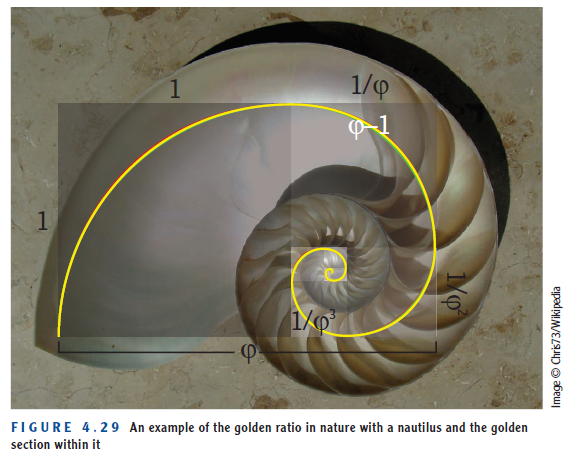 1
1/φ
φ–1
1
1/φ²
1/φ³
φ
Image © Chris73/Wikipedia
FIGURE 4.29 An example of the golden ratio in nature with a nautilus and the golden
section within it